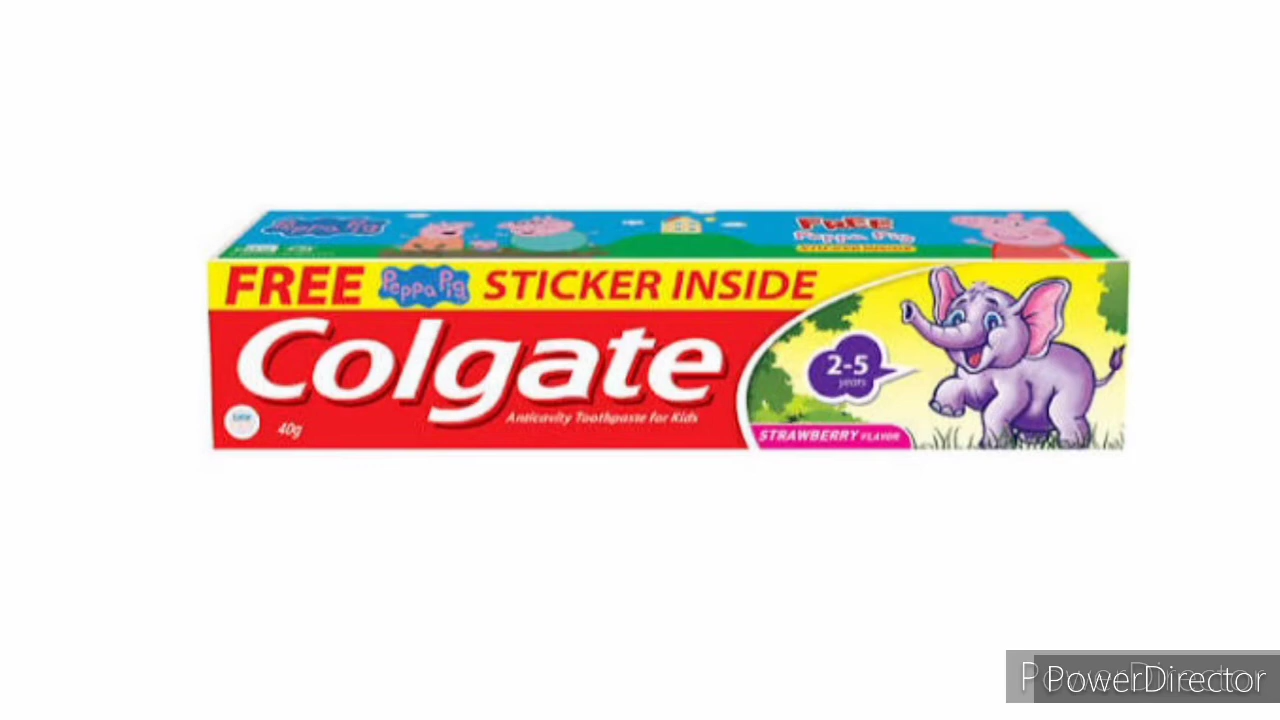 Peppa Pig
FREE
Peppa Pig
FREE Peppa Pig STICKER INSIDE
Colgate
Anticavity Toothpaste for Kids
40g
2-5
years
STRAWBERRY FLAVOR
PowerDirector
PowerDirector